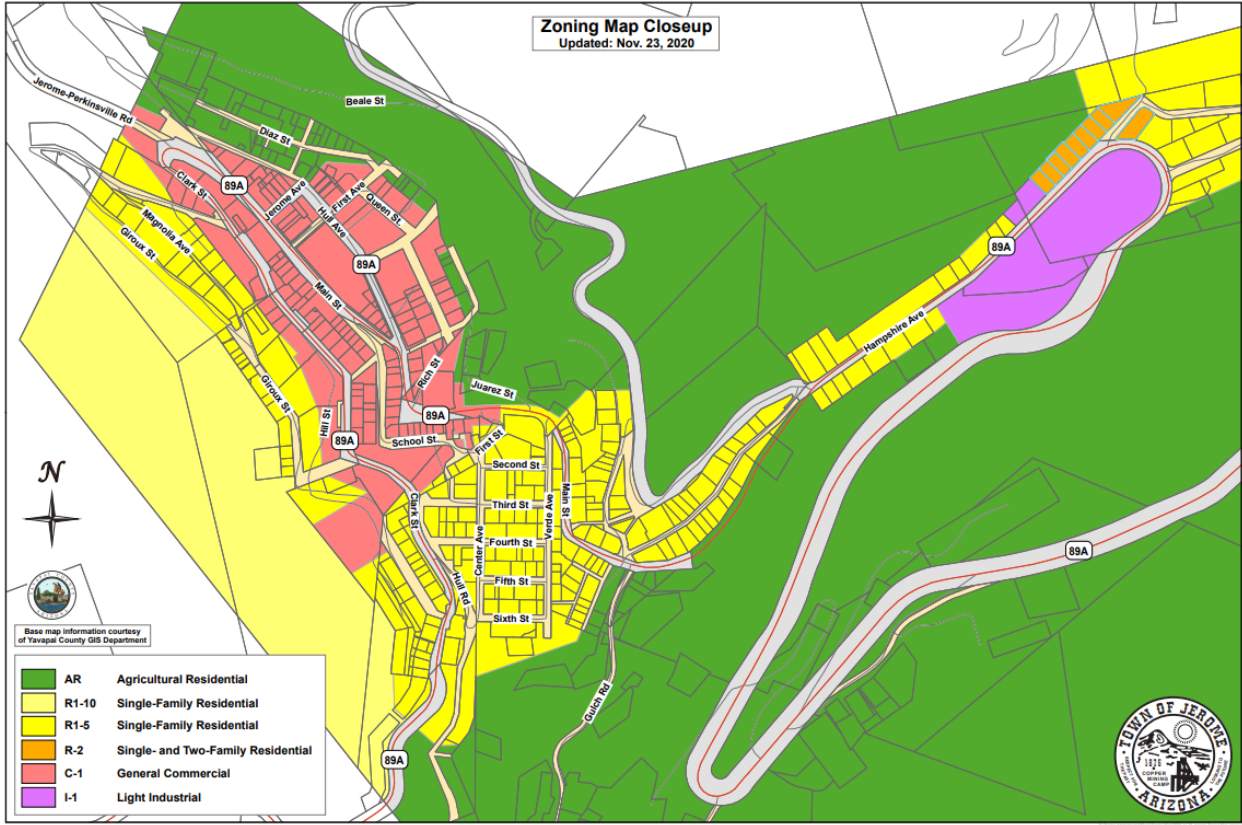 Zoning Map Closeup
Updated: Nov. 23, 2020
Jerome-Perkinsville Rd
Beale St
Diaz St
Clark St
89A
Jerome Ave
First Ave
Hull Ave
Queen St.
Magnolia Ave
Giroux St
89A
Main St
89A
Hampshire Ave
Rich St
Giroux St
Juarez St
Hill St
89A
89A
School St
First St
Second St
Clark St
Third St
Verde Ave
Main St
Center Ave
Fourth St
89A
Hull Rd
Fifth St
Sixth St
Gulch Rd
89A
N
Base map information courtesy
of Yavapai County GIS Department
AR Agricultural Residential
R1-10 Single-Family Residential
R1-5 Single-Family Residential
R-2 Single- and Two-Family Residential
C-1 General Commercial
I-1 Light Industrial
TOWN OF JEROME
1876
COPPER
MINING
CAMP
ARIZONA